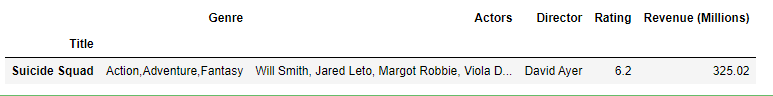 Genre Actors Director Rating Revenue (Millions)
Title
Suicide Squad Action,Adventure,Fantasy Will Smith, Jared Leto, Margot Robbie, Viola D... David Ayer 6.2 325.02